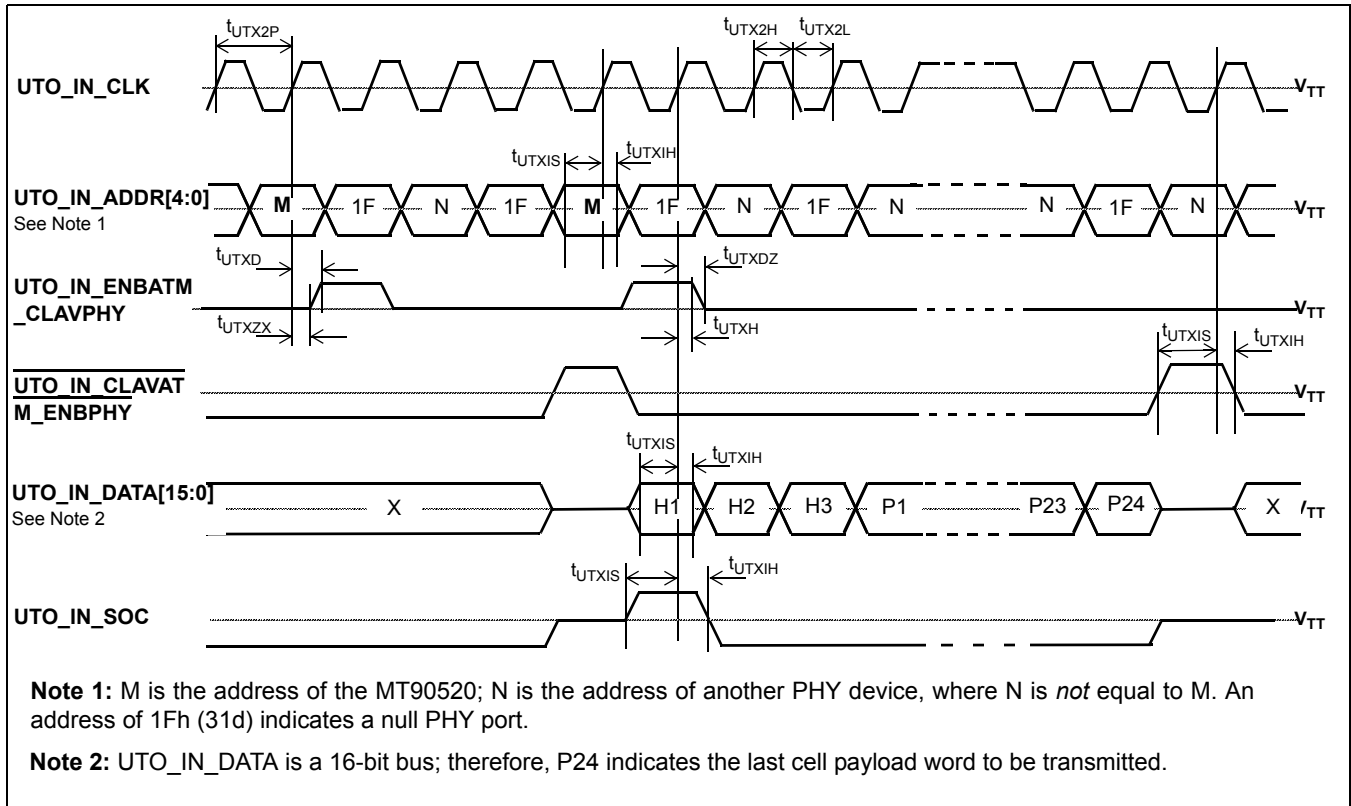 tUTX2P
tUTX2H tUTX2L
UTO_IN_CLK
VTT
tUTXIS
tUTXIH
UTO_IN_ADDR[4:0]
See Note 1
M 1F N 1F M 1F N 1F N N 1F N
VTT
tUTXD
tUTXDZ
UTO_IN_ENBATM
_CLAVPHY
VTT
tUTXZX
tUTXH
tUTXIS
tUTXIH
UTO_IN_CLAVAT
M_ENBPHY
VTT
tUTXIS
tUTXIH
UTO_IN_DATA[15:0]
See Note 2
X H1 H2 H3 P1 P23 P24 X
VTT
tUTXIS
tUTXIH
UTO_IN_SOC
VTT
Note 1: M is the address of the MT90520; N is the address of another PHY device, where N is not equal to M. An
address of 1Fh (31d) indicates a null PHY port.
Note 2: UTO_IN_DATA is a 16-bit bus; therefore, P24 indicates the last cell payload word to be transmitted.